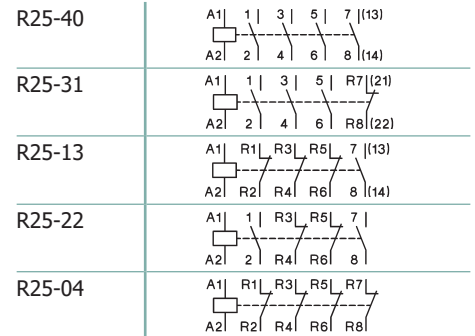 R25-40 A1 1 3 5 7 (13)
A2 2 4 6 8 (14)
R25-31 A1 1 3 5 R7 (21)
A2 2 4 6 R8 (22)
R25-13 A1 R1 R3 R5 7 (13)
A2 R2 R4 R6 8 (14)
R25-22 A1 1 R3 R5 7
A2 2 R4 R6 8
R25-04 A1 R1 R3 R5 R7
A2 R2 R4 R6 R8